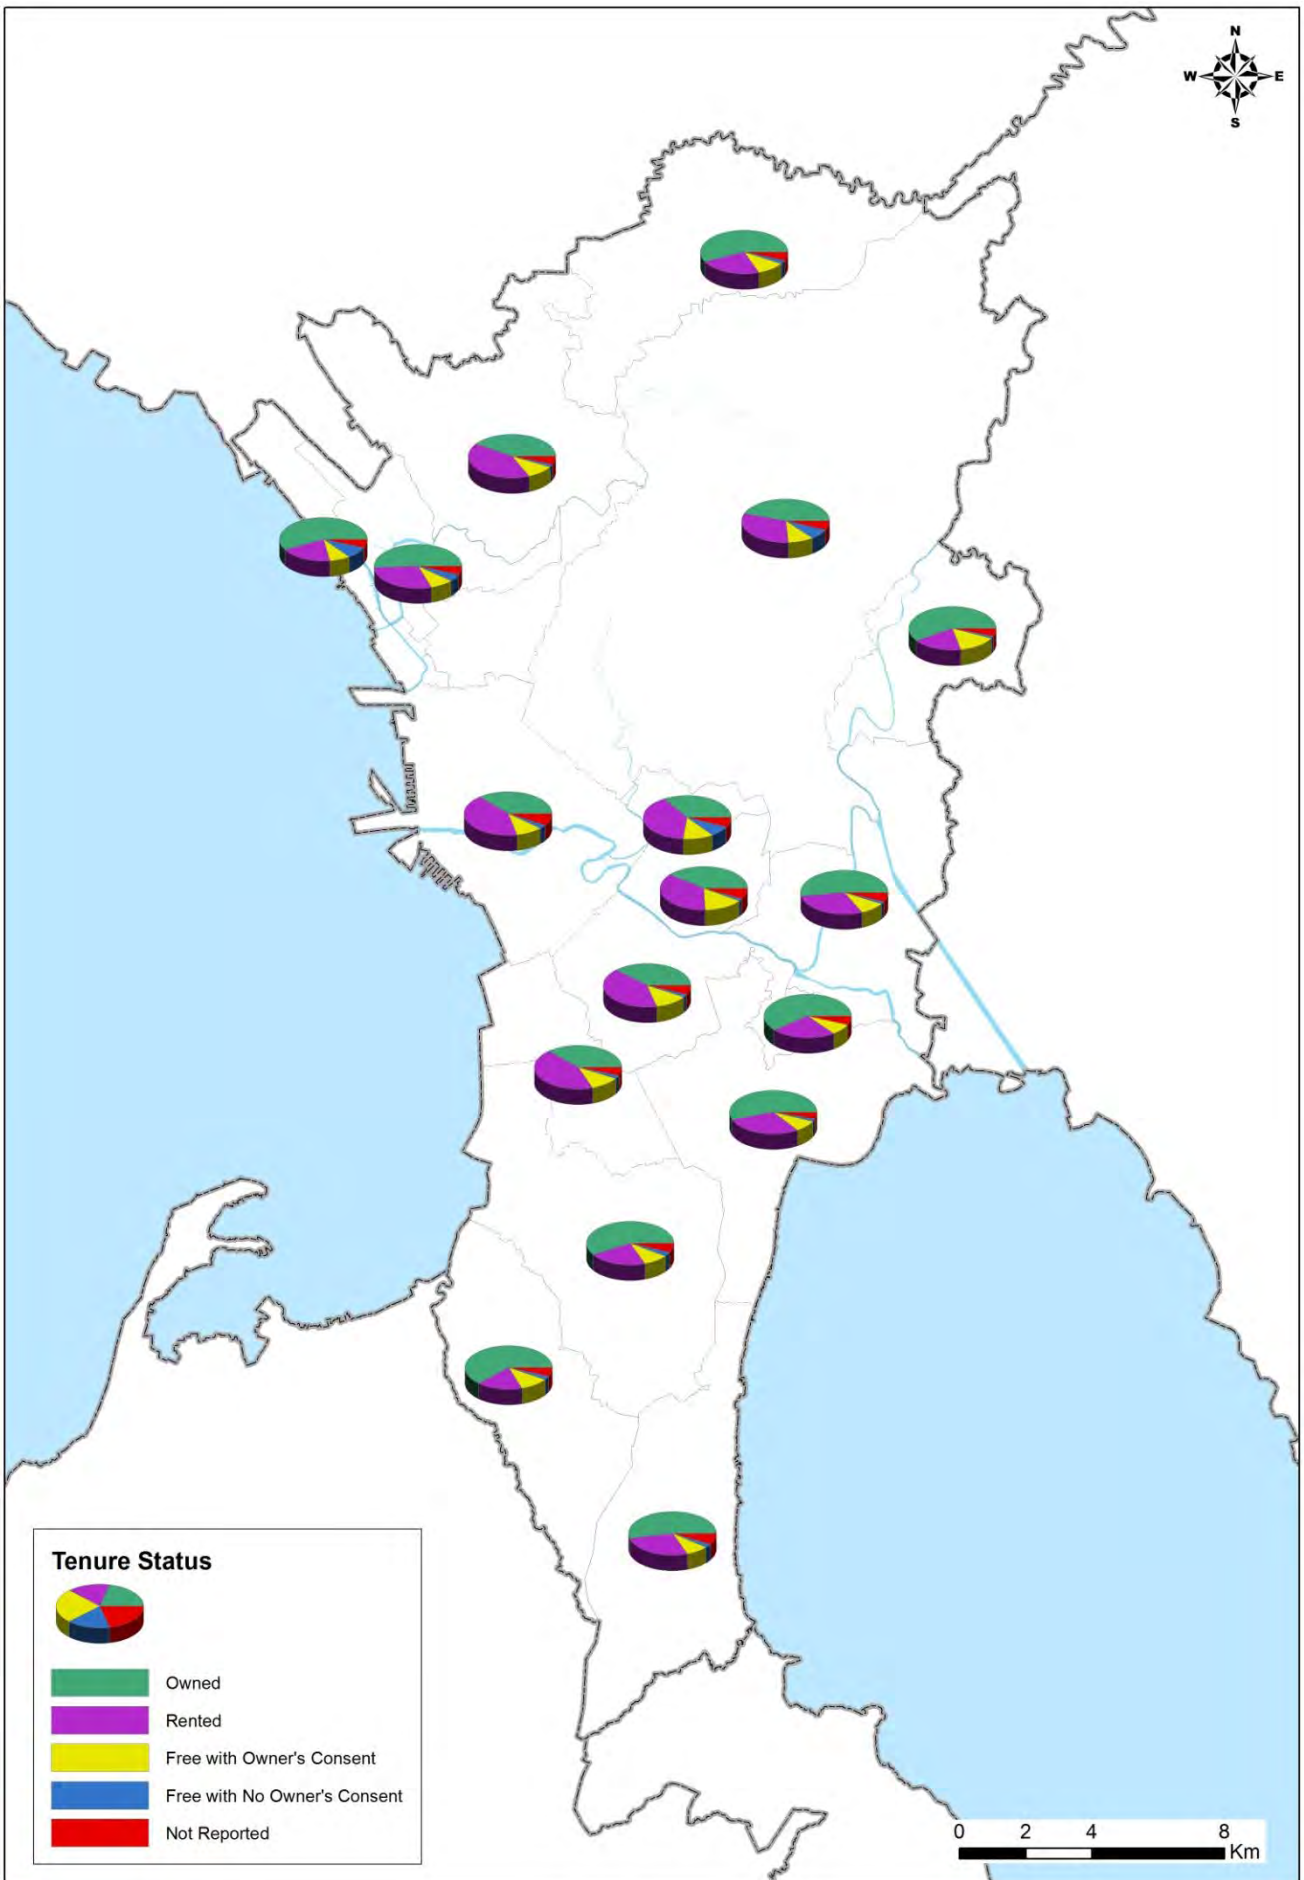 N
W E
S
Tenure Status
Owned
Rented
Free with Owner's Consent
Free with No Owner's Consent
Not Reported
0 2 4 8
Km